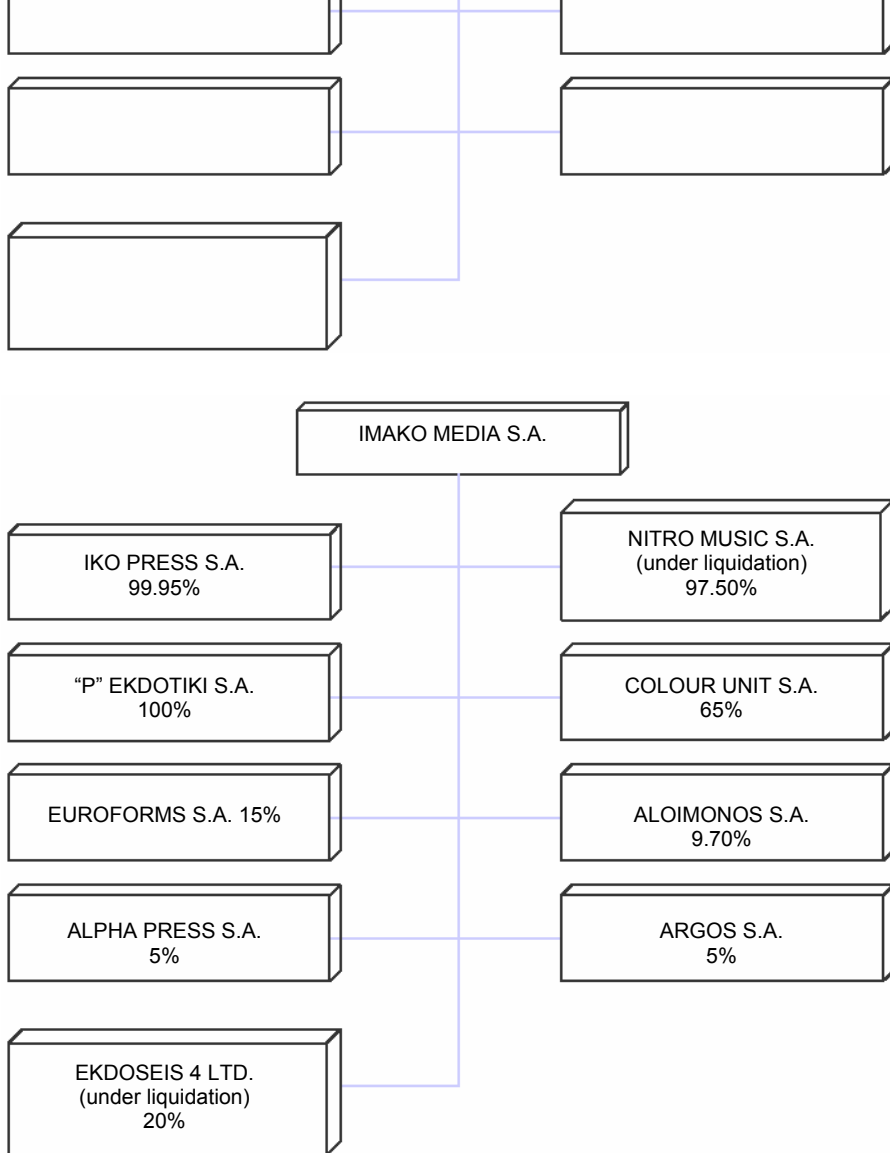 IMAKO MEDIA S.A.
IKO PRESS S.A.
99.95%
NITRO MUSIC S.A.
(under liquidation)
97.50%
“P” EKDOTIKI S.A.
100%
COLOUR UNIT S.A.
65%
EUROFORMS S.A. 15%
ALOIMONOS S.A.
9.70%
ALPHA PRESS S.A.
5%
ARGOS S.A.
5%
EKDOSEIS 4 LTD.
(under liquidation)
20%